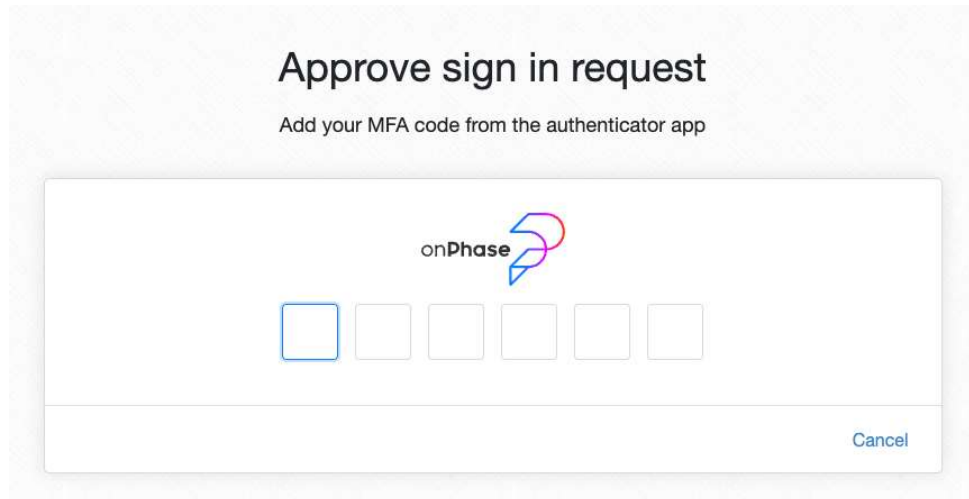 Approve sign in request
Add your MFA code from the authenticator app
onPhase
Cancel